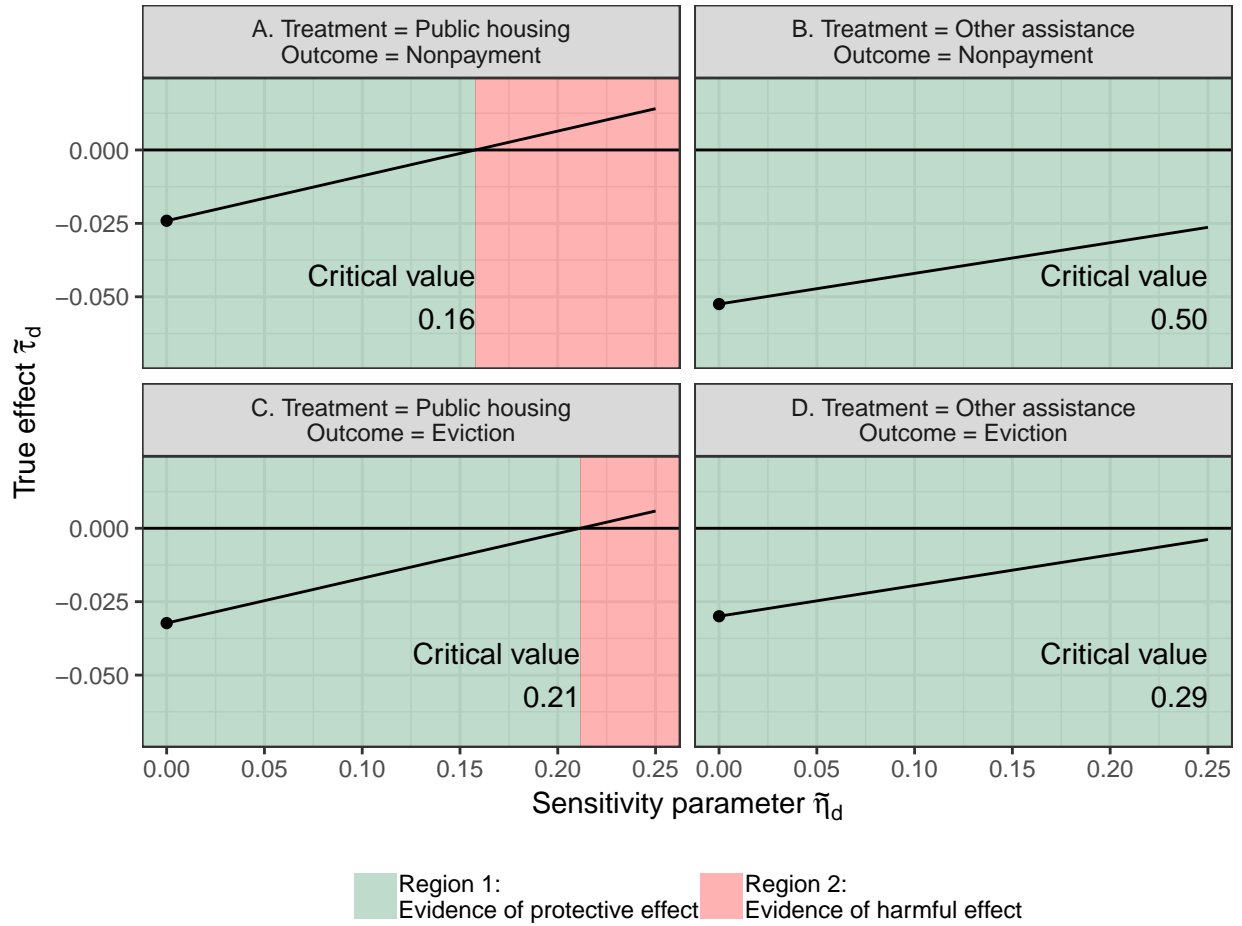 A. Treatment = Public housing
Outcome = Nonpayment
B. Treatment = Other assistance
Outcome = Nonpayment
0.000
−0.025
−0.050
Critical value
0.16
Critical value
0.50
True effect τ̃d
C. Treatment = Public housing
Outcome = Eviction
D. Treatment = Other assistance
Outcome = Eviction
0.000
−0.025
−0.050
Critical value
0.21
Critical value
0.29
0.00 0.05 0.10 0.15 0.20 0.25
0.00 0.05 0.10 0.15 0.20 0.25
Sensitivity parameter η̃d
Region 1:
Evidence of protective effect
Region 2:
Evidence of harmful effect